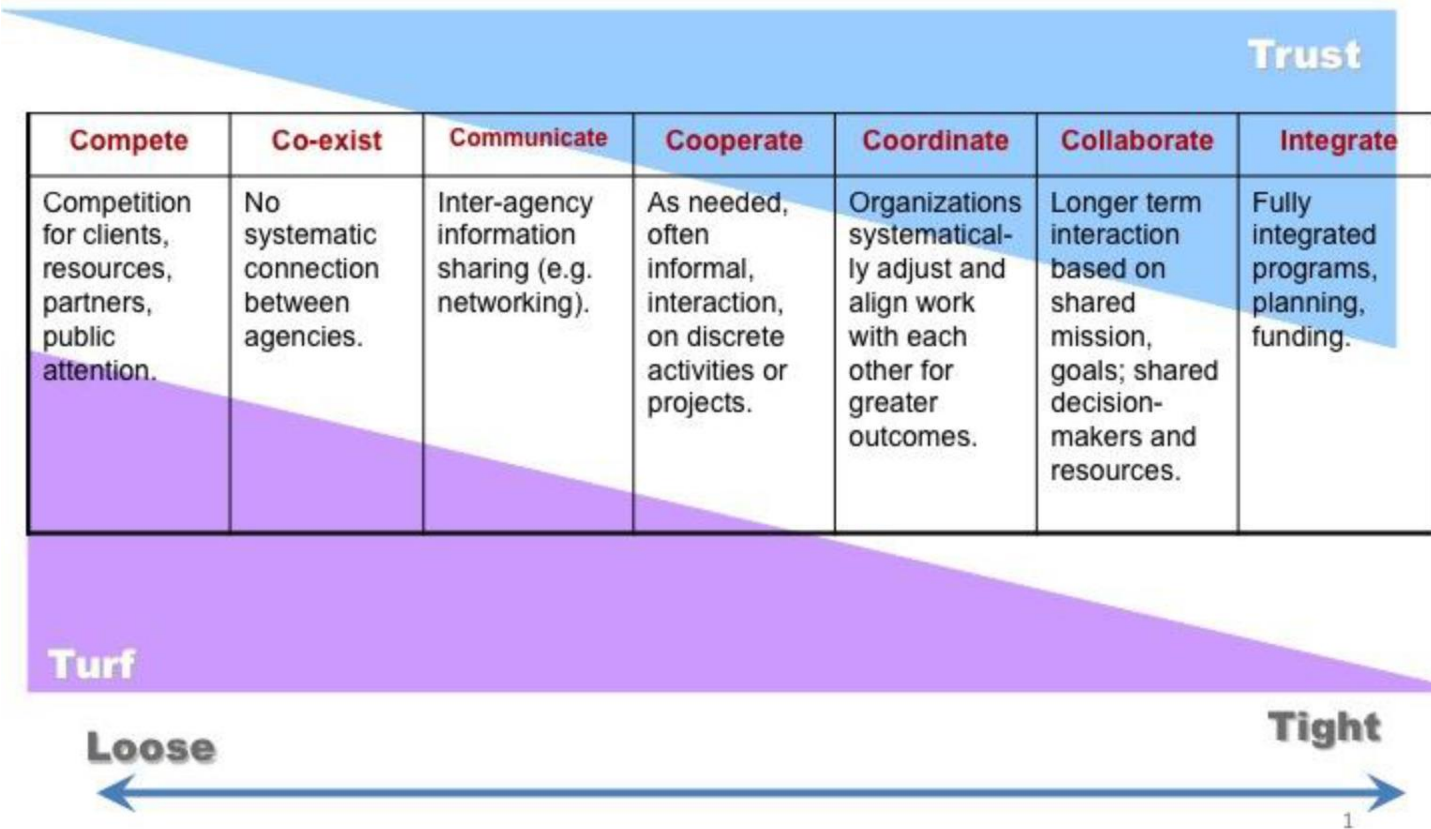 Trust
Compete
Co-exist
Communicate
Cooperate
Coordinate
Collaborate
Integrate
Competition
for clients,
resources,
partners,
public
attention.
No
systematic
connection
between
agencies.
Inter-agency
information
sharing (e.g.
networking).
As needed,
often
informal,
interaction,
on discrete
activities or
projects.
Organizations
systematical-
ly adjust and
align work
with each
other for
greater
outcomes.
Longer term
interaction
based on
shared
mission,
goals; shared
decision-
makers and
resources.
Fully
integrated
programs,
planning,
funding.
Turf
Loose
Tight
1